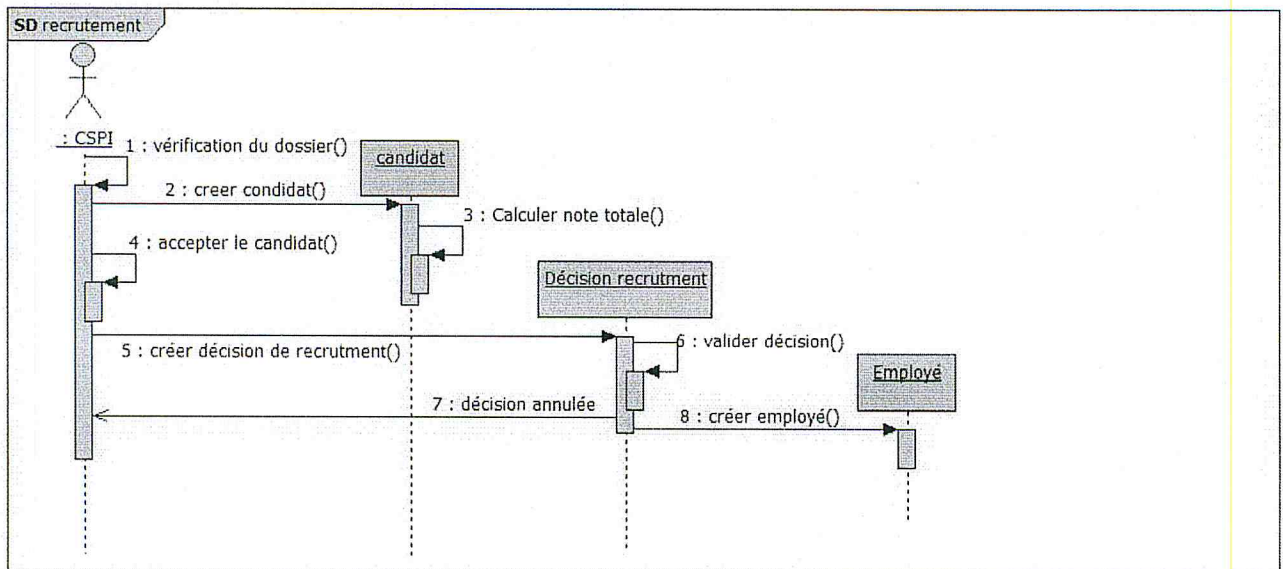 SD recrutement
: CSPI
1 : vérification du dossier()
candidat
2 : creer condidat()
3 : Calculer note totale()
4 : accepter le candidat()
Décision recrutment
5 : créer décision de recrutment()
6 : valider décision()
Employé
7 : décision annulée
8 : créer employé()